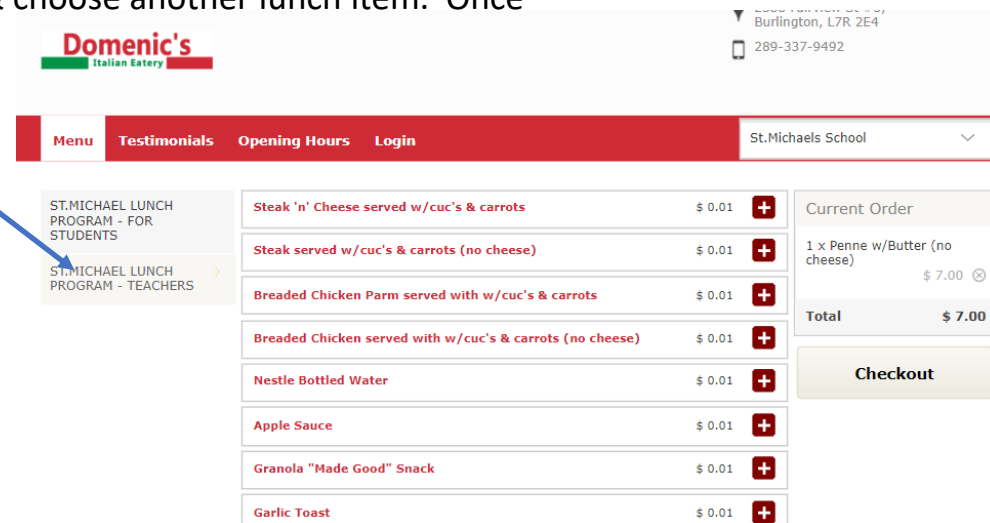 choose another lunch item. Once
Burlington, L7R 2E4
289-337-9492
Domenic's
Italian Eatery
Menu Testimonials Opening Hours Login St.Michaels School
ST.MICHAEL LUNCH
PROGRAM - FOR
STUDENTS
ST.MICHAEL LUNCH
PROGRAM - TEACHERS
Steak 'n' Cheese served w/cuc's & carrots $ 0.01
Steak served w/cuc's & carrots (no cheese) $ 0.01
Breaded Chicken Parm served with w/cuc's & carrots $ 0.01
Breaded Chicken served with w/cuc's & carrots (no cheese) $ 0.01
Nestle Bottled Water $ 0.01
Apple Sauce $ 0.01
Granola "Made Good" Snack $ 0.01
Garlic Toast $ 0.01
Current Order
1 x Penne w/Butter (no
cheese)
$ 7.00
Total $ 7.00
Checkout